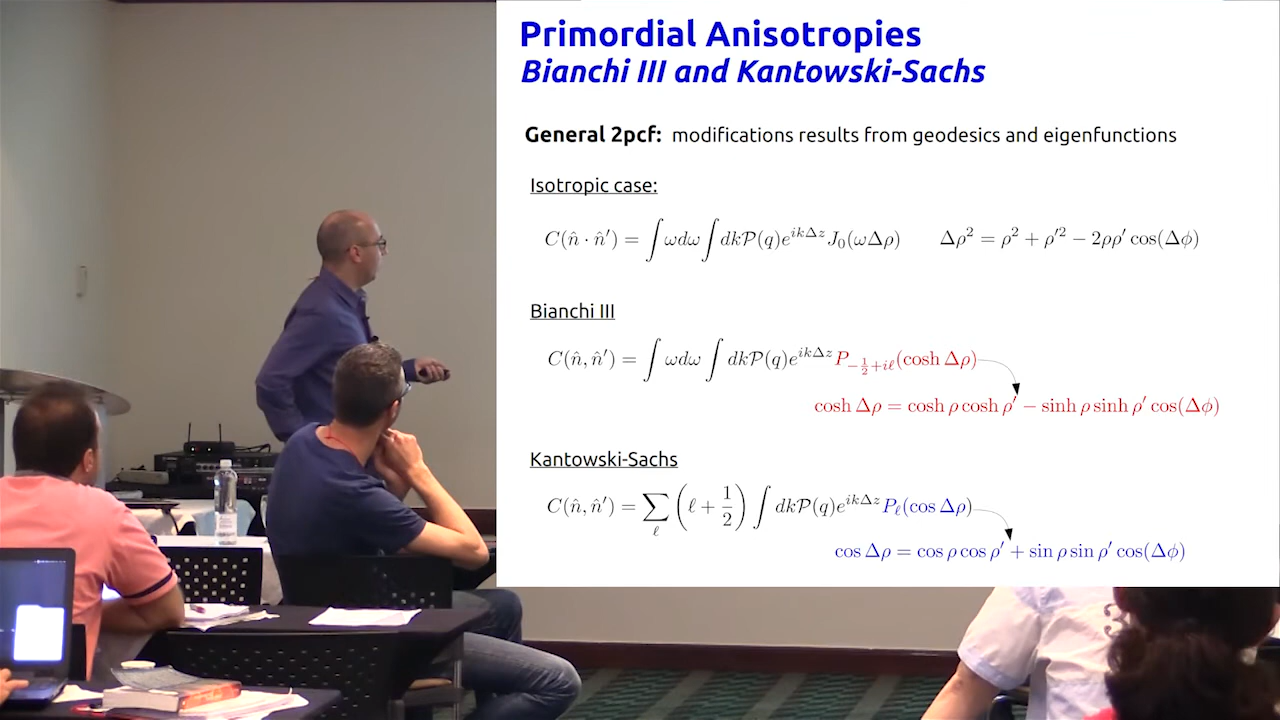 Primordial Anisotropies
Bianchi III and Kantowski-Sachs
General 2pcf: modifications results from geodesics and eigenfunctions
Isotropic case:
C(n̂ · n̂′) = ∫ωdω∫dk𝒫(q)e^{ikΔz}J₀(ωΔρ) Δρ² = ρ² + ρ′² − 2ρρ′ cos(Δϕ)
Bianchi III
C(n̂, n̂′) = ∫ωdω ∫dk𝒫(q)e^{ikΔz}P_{−½+iℓ}(cosh Δρ)
cosh Δρ = cosh ρ cosh ρ′ − sinh ρ sinh ρ′ cos(Δϕ)
Kantowski-Sachs
C(n̂, n̂′) = ∑_ℓ (ℓ + 1/2) ∫dk𝒫(q)e^{ikΔz}P_ℓ(cos Δρ)
cos Δρ = cos ρ cos ρ′ + sin ρ sin ρ′ cos(Δϕ)